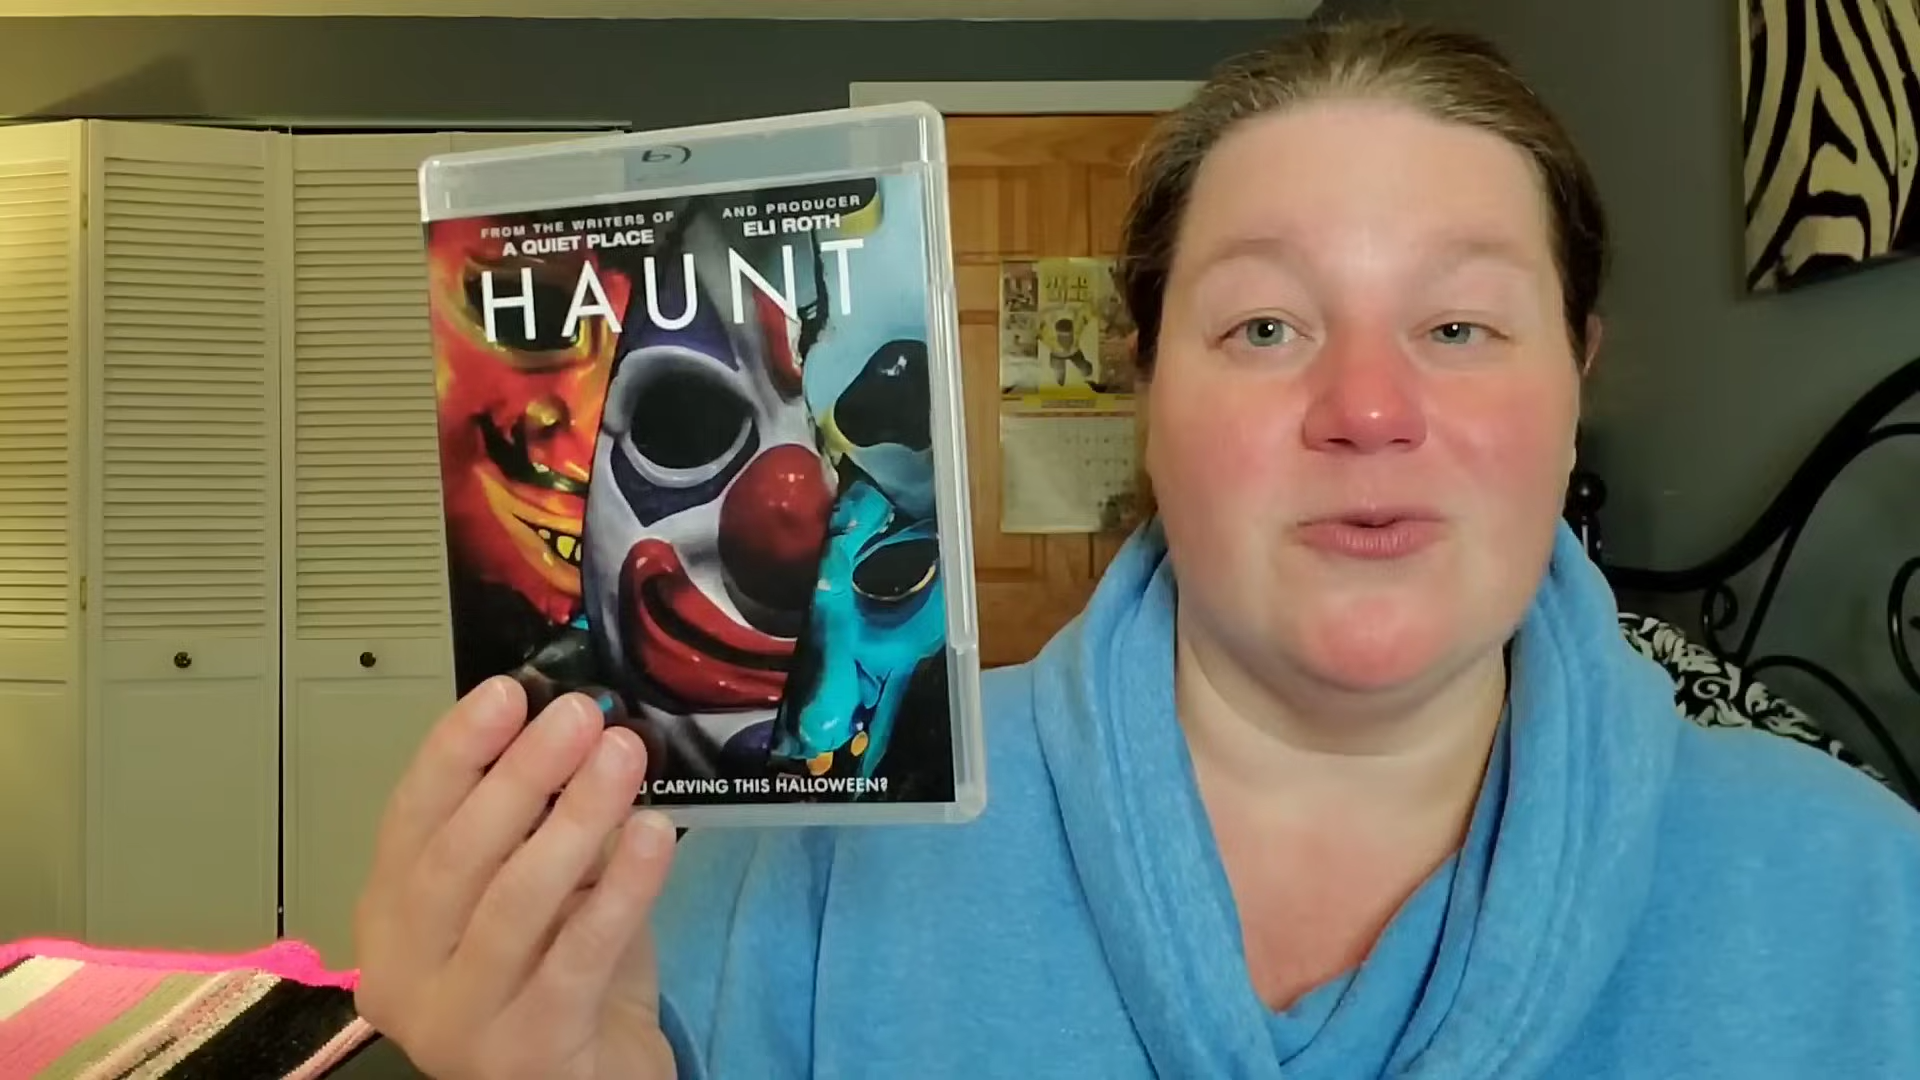 FROM THE WRITERS OF
A QUIET PLACE
AND PRODUCER
ELI ROTH
HAUNT
CARVING THIS HALLOWEEN?